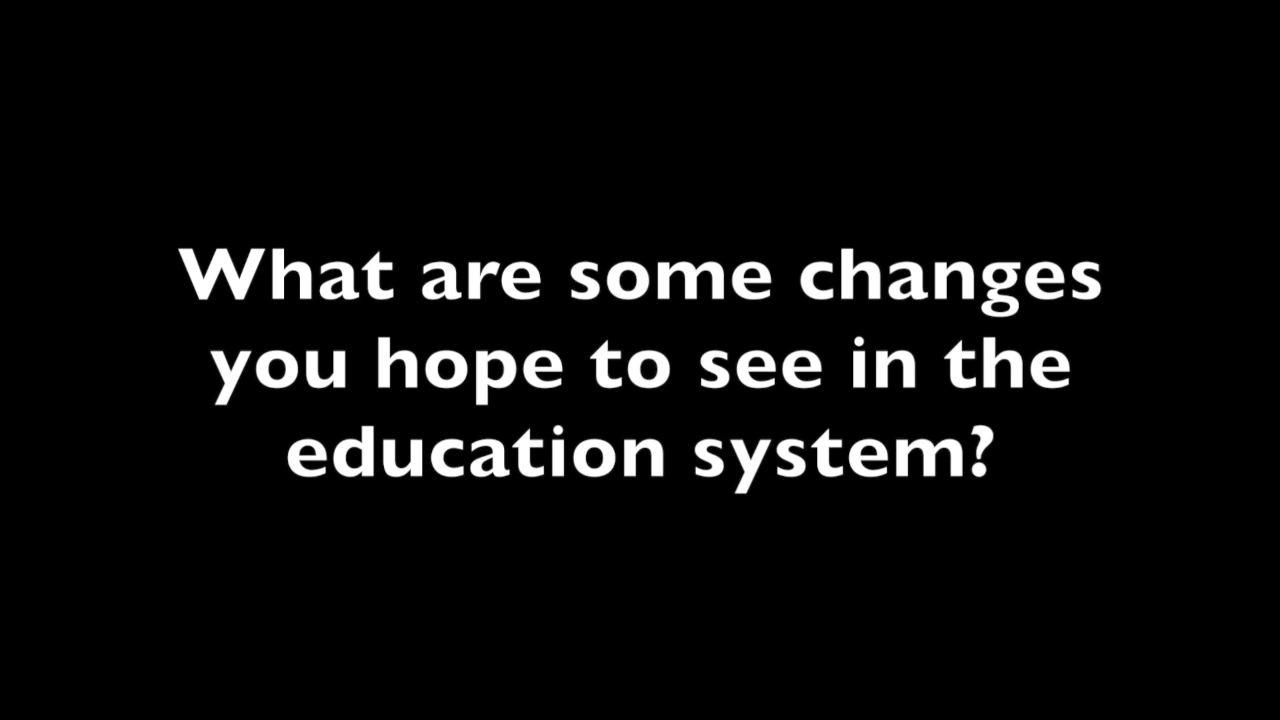 What are some changes
you hope to see in the
education system?